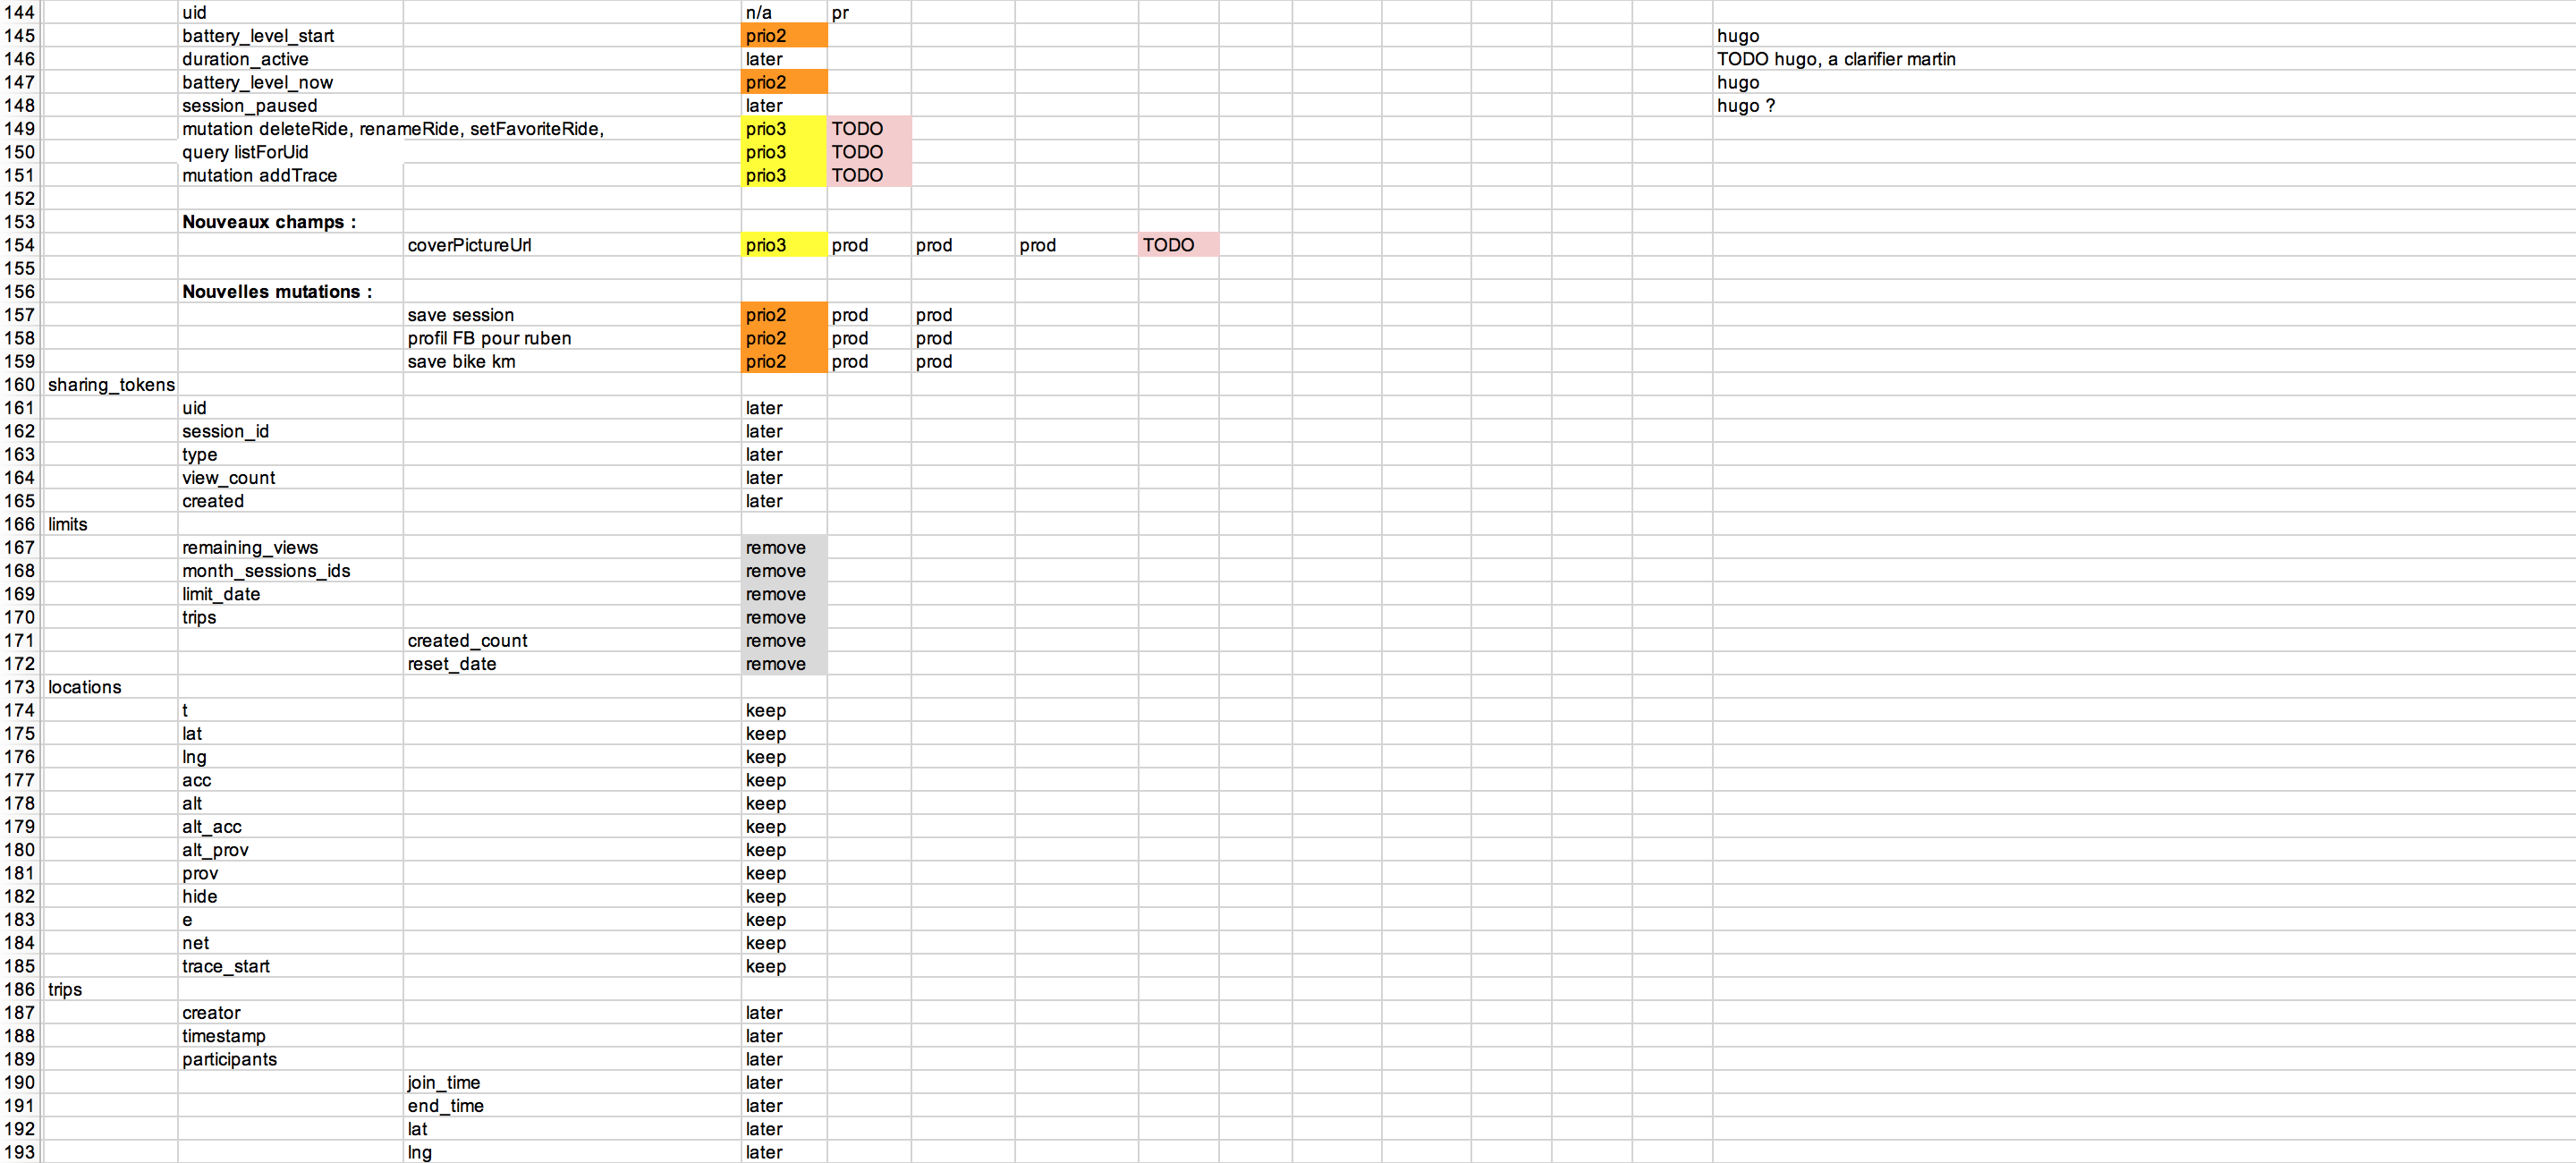 144 uid n/a pr
145 battery_level_start prio2 hugo
146 duration_active later TODO hugo, a clarifier martin
147 battery_level_now prio2 hugo
148 session_paused later hugo ?
149 mutation deleteRide, renameRide, setFavoriteRide, prio3 TODO
150 query listForUid prio3 TODO
151 mutation addTrace prio3 TODO
152
153 Nouveaux champs :
154 coverPictureUrl prio3 prod prod prod TODO
155
156 Nouvelles mutations :
157 save session prio2 prod prod
158 profil FB pour ruben prio2 prod prod
159 save bike km prio2 prod prod
160 sharing_tokens
161 uid later
162 session_id later
163 type later
164 view_count later
165 created later
166 limits
167 remaining_views remove
168 month_sessions_ids remove
169 limit_date remove
170 trips remove
171 created_count remove
172 reset_date remove
173 locations
174 t keep
175 lat keep
176 lng keep
177 acc keep
178 alt keep
179 alt_acc keep
180 alt_prov keep
181 prov keep
182 hide keep
183 e keep
184 net keep
185 trace_start keep
186 trips
187 creator later
188 timestamp later
189 participants later
190 join_time later
191 end_time later
192 lat later
193 lng later